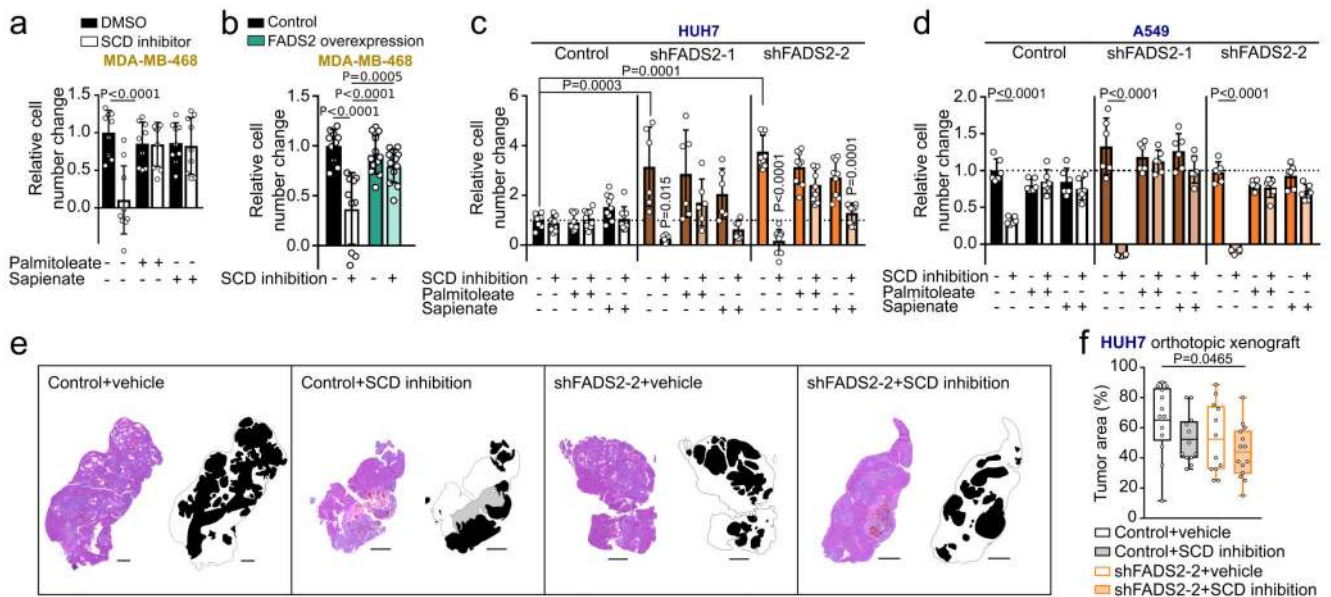 a
DMSO
SCD inhibitor
MDA-MB-468
P<0.0001
Relative cell
number change
1.5
1.0
0.5
0.0
Palmitoleate - - + + - -
Sapienate - - - - + +
b
Control
FADS2 overexpression
MDA-MB-468
P=0.0005
P<0.0001
P<0.0001
Relative cell
number change
1.5
1.0
0.5
0.0
SCD inhibition - + - +
c
HUH7
Control shFADS2-1 shFADS2-2
P=0.0001
P=0.0003
Relative cell
number change
8
6
4
2
0
P=0.015
P<0.0001
P=0.0001
SCD inhibition - + - + - + - + - + - + - + - + - +
Palmitoleate - - + + - - - - + + - - - - + + - -
Sapienate - - - - + + - - - - + + - - - - + +
d
A549
Control shFADS2-1 shFADS2-2
P<0.0001 P<0.0001 P<0.0001
Relative cell
number change
2.0
1.5
1.0
0.5
0.0
SCD inhibition - + - + - + - + - + - + - + - + - +
Palmitoleate - - + + - - - - + + - - - - + + - -
Sapienate - - - - + + - - - - + + - - - - + +
e
Control+vehicle
Control+SCD inhibition
shFADS2-2+vehicle
shFADS2-2+SCD inhibition
f
HUH7 orthotopic xenograft
P=0.0465
Tumor area (%)
100
80
60
40
20
0
Control+vehicle
Control+SCD inhibition
shFADS2-2+vehicle
shFADS2-2+SCD inhibition